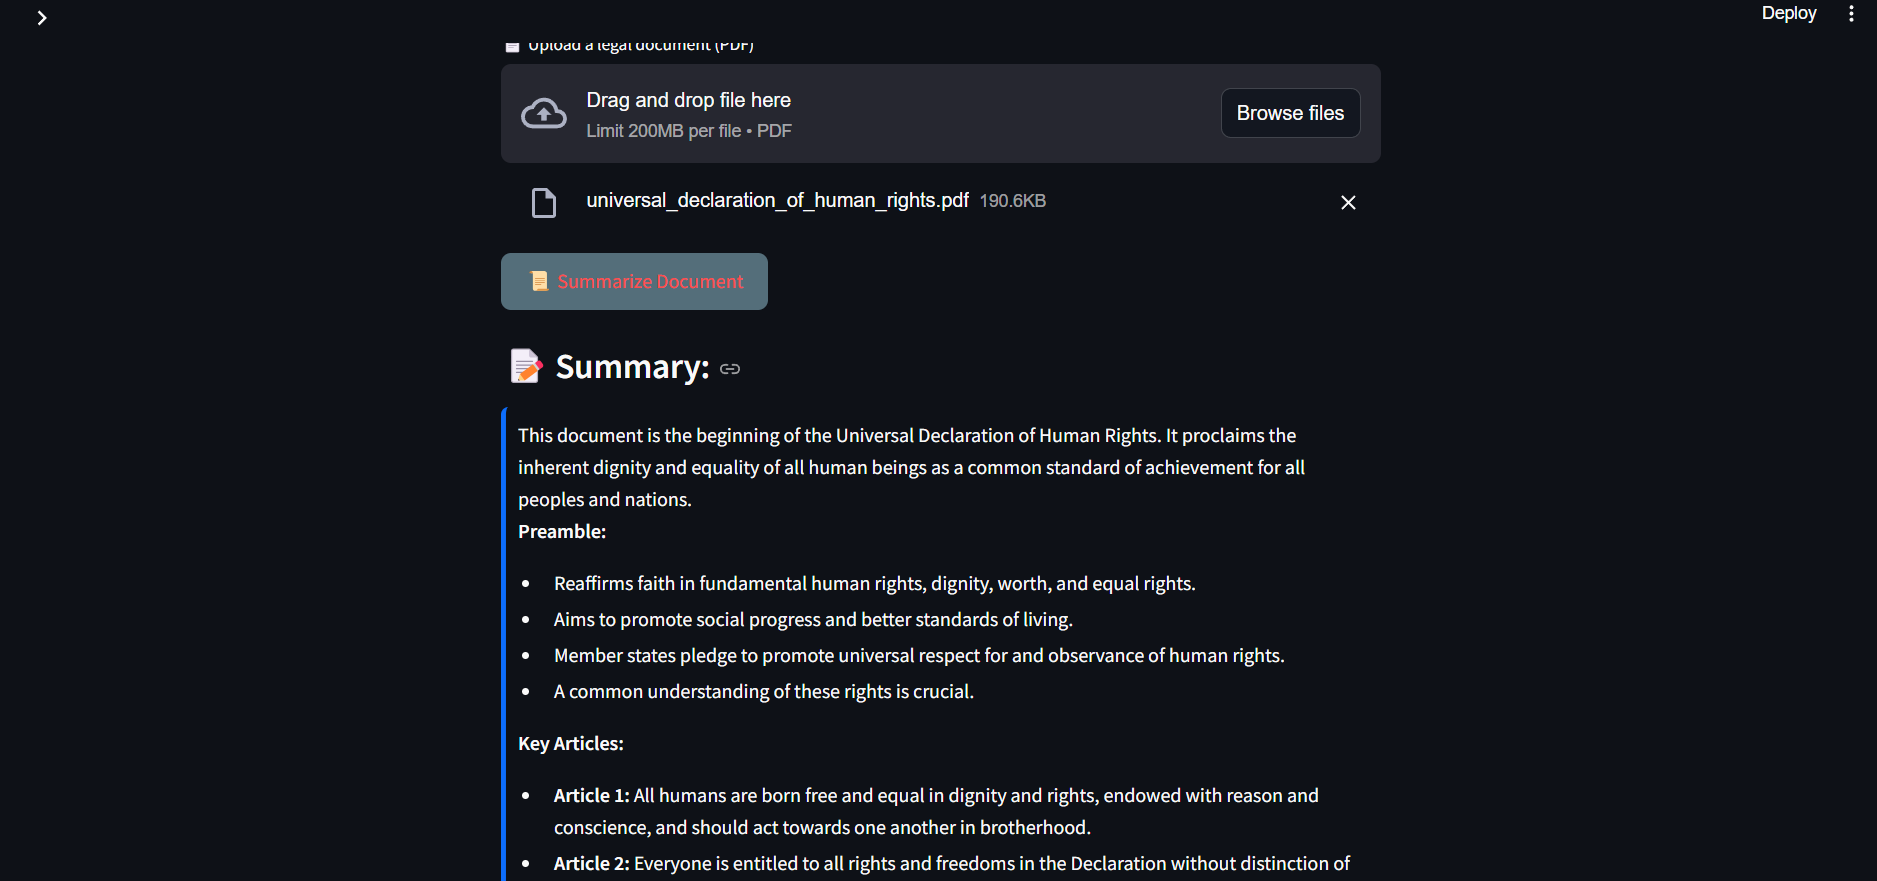 Deploy
Upload a legal document (PDF)
Drag and drop file here
Limit 200MB per file • PDF
Browse files
universal_declaration_of_human_rights.pdf 190.6KB
Summarize Document
Summary:
This document is the beginning of the Universal Declaration of Human Rights. It proclaims the
inherent dignity and equality of all human beings as a common standard of achievement for all
peoples and nations.
Preamble:
• Reaffirms faith in fundamental human rights, dignity, worth, and equal rights.
• Aims to promote social progress and better standards of living.
• Member states pledge to promote universal respect for and observance of human rights.
• A common understanding of these rights is crucial.
Key Articles:
• Article 1: All humans are born free and equal in dignity and rights, endowed with reason and
conscience, and should act towards one another in brotherhood.
• Article 2: Everyone is entitled to all rights and freedoms in the Declaration without distinction of